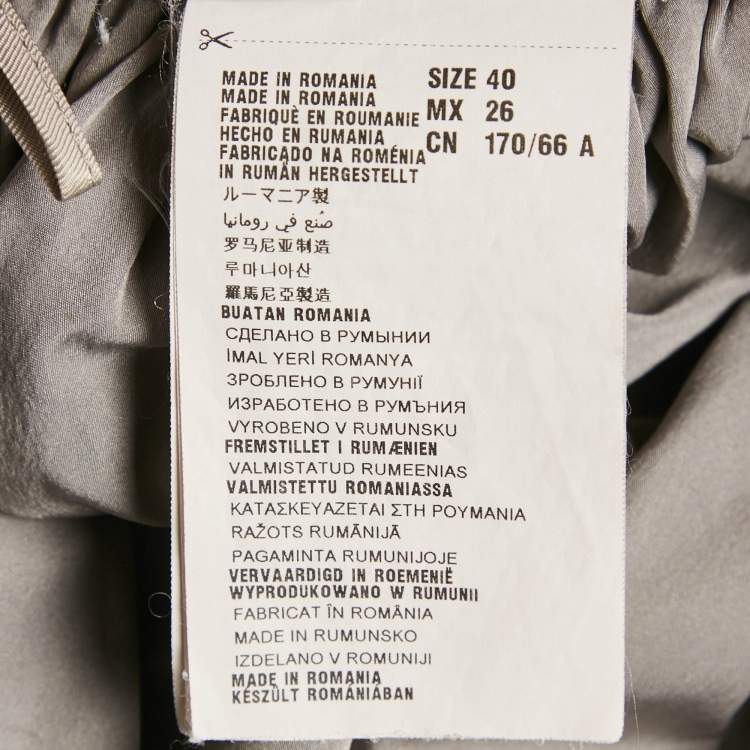 MADE IN ROMANIA
MADE IN ROMANIA
FABRIQUÈ EN ROUMANIE
HECHO EN RUMANIA
FABRICADO NA ROMÉNIA
IN RUMÄN HERGESTELLT
SIZE 40
MX 26
CN 170/66 A
ルーマニア製
صُنع في رومانيا
罗马尼亚制造
루마니아산
羅馬尼亞製造
BUATAN ROMANIA
СДЕЛАНО В РУМЫНИИ
İMAL YERİ ROMANYA
ЗРОБЛЕНО В РУМУНІЇ
ИЗРАБОТЕНО В РУМЪНИЯ
VYROBENO V RUMUNSKU
FREMSTILLET I RUMÆNIEN
VALMISTATUD RUMEENIAS
VALMISTETTU ROMANIASSA
ΚΑΤΑΣΚΕΥΑΖΕΤΑΙ ΣΤΗ ΡΟΥΜΑΝΙΑ
RAŽOTS RUMĀNIJĀ
PAGAMINTA RUMUNIJOJE
VERVAARDIGD IN ROEMENIË
WYPRODUKOWANO W RUMUNII
FABRICAT ÎN ROMÂNIA
MADE IN RUMUNSKO
IZDELANO V ROMUNIJI
MADE IN ROMANIA
KÉSZÜLT ROMÁNIÁBAN